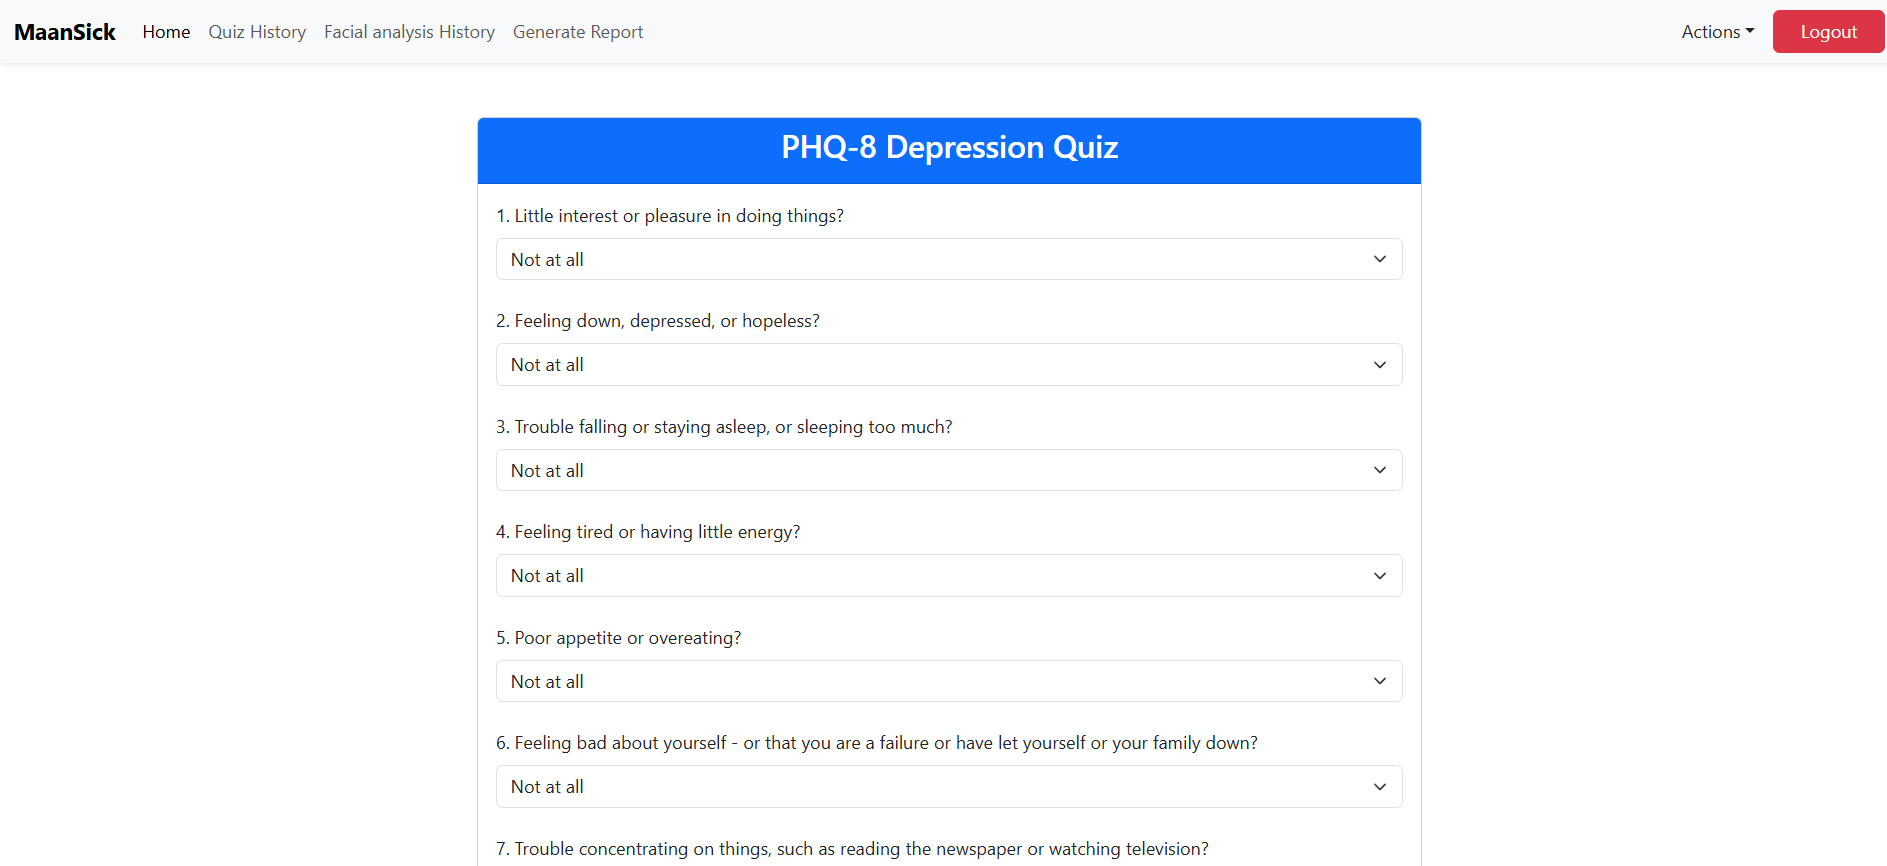 MaanSick Home Quiz History Facial analysis History Generate Report Actions Logout
PHQ-8 Depression Quiz
1. Little interest or pleasure in doing things?
Not at all
2. Feeling down, depressed, or hopeless?
Not at all
3. Trouble falling or staying asleep, or sleeping too much?
Not at all
4. Feeling tired or having little energy?
Not at all
5. Poor appetite or overeating?
Not at all
6. Feeling bad about yourself - or that you are a failure or have let yourself or your family down?
Not at all
7. Trouble concentrating on things, such as reading the newspaper or watching television?